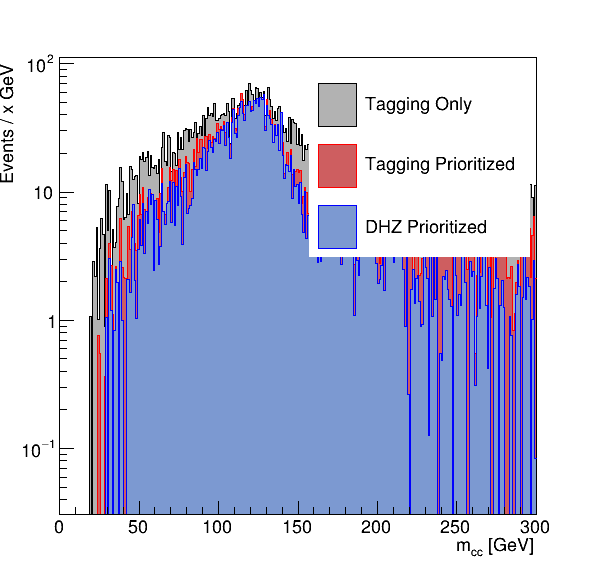 Events / x GeV
10²
10
1
10⁻¹
Tagging Only
Tagging Prioritized
DHZ Prioritized
0 50 100 150 200 250 300
m_cc [GeV]